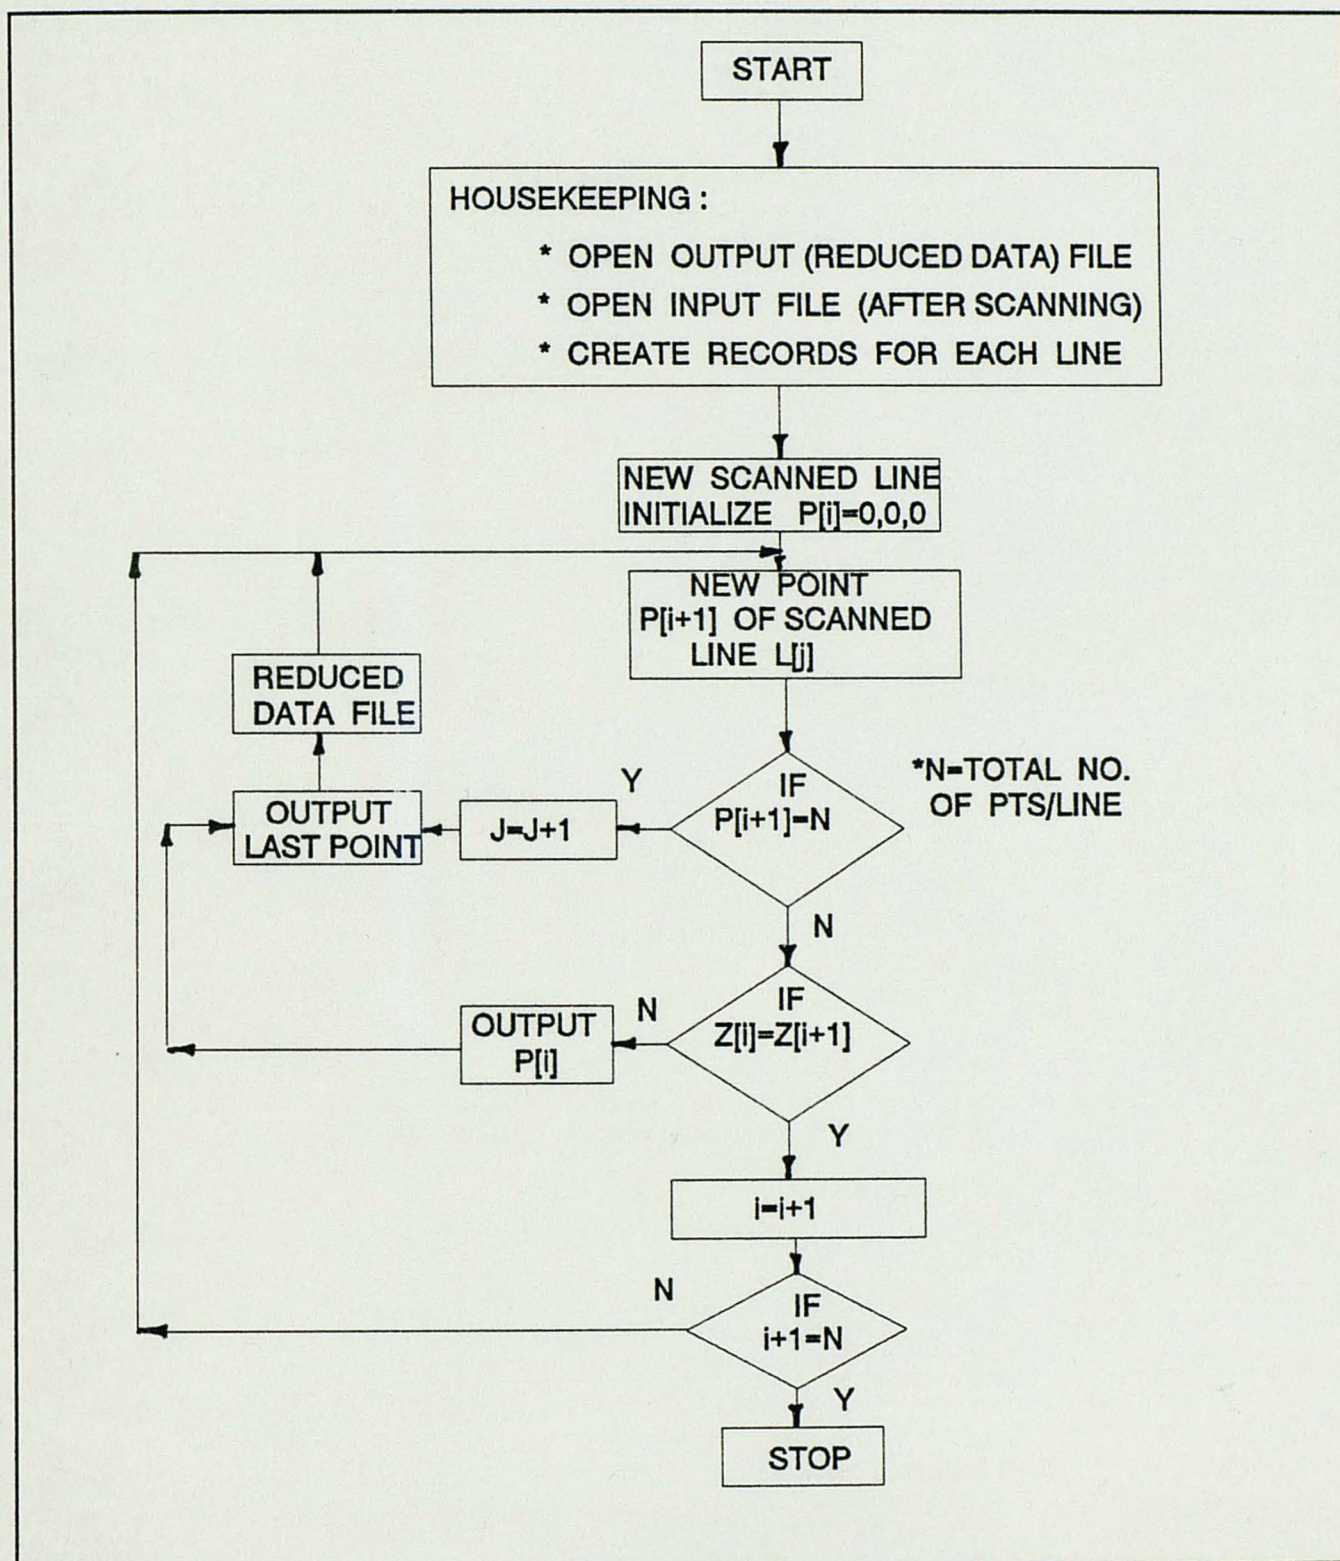 START
HOUSEKEEPING :
* OPEN OUTPUT (REDUCED DATA) FILE
* OPEN INPUT FILE (AFTER SCANNING)
* CREATE RECORDS FOR EACH LINE
NEW SCANNED LINE
INITIALIZE P[i]=0,0,0
NEW POINT
P[i+1] OF SCANNED
LINE L[j]
REDUCED
DATA FILE
*N=TOTAL NO.
OF PTS/LINE
Y
IF
P[i+1]=N
J=J+1
OUTPUT
LAST POINT
N
IF
Z[i]=Z[i+1]
N
OUTPUT
P[i]
Y
i=i+1
N
IF
i+1=N
Y
STOP